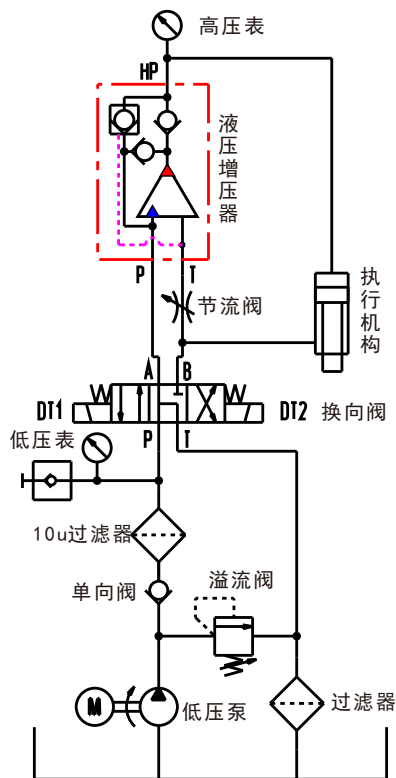 高压表
HP
液压增压器
P T
节流阀
执行机构
A B
DT1
DT2 换向阀
P T
低压表
10u过滤器
单向阀
溢流阀
M
低压泵
过滤器